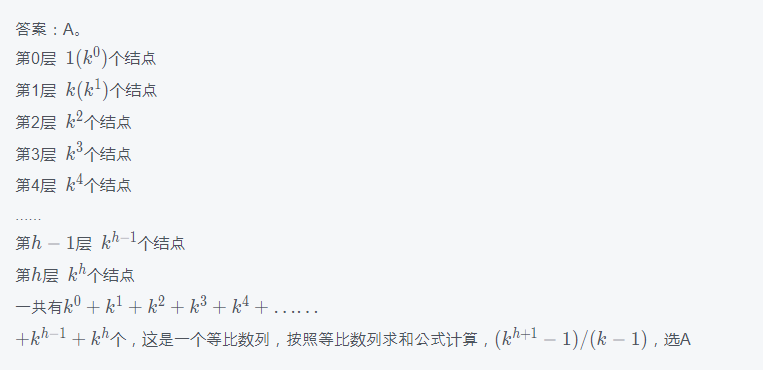 答案：A。
第0层 $1(k^0)$个结点
第1层 $k(k^1)$个结点
第2层 $k^2$个结点
第3层 $k^3$个结点
第4层 $k^4$个结点
……
第$h-1$层 $k^{h-1}$个结点
第$h$层 $k^h$个结点
一共有$k^0+k^1+k^2+k^3+k^4+\ldots\ldots$
$+k^{h-1}+k^h$个，这是一个等比数列，按照等比数列求和公式计算，$(k^{h+1}-1)/(k-1)$，选A